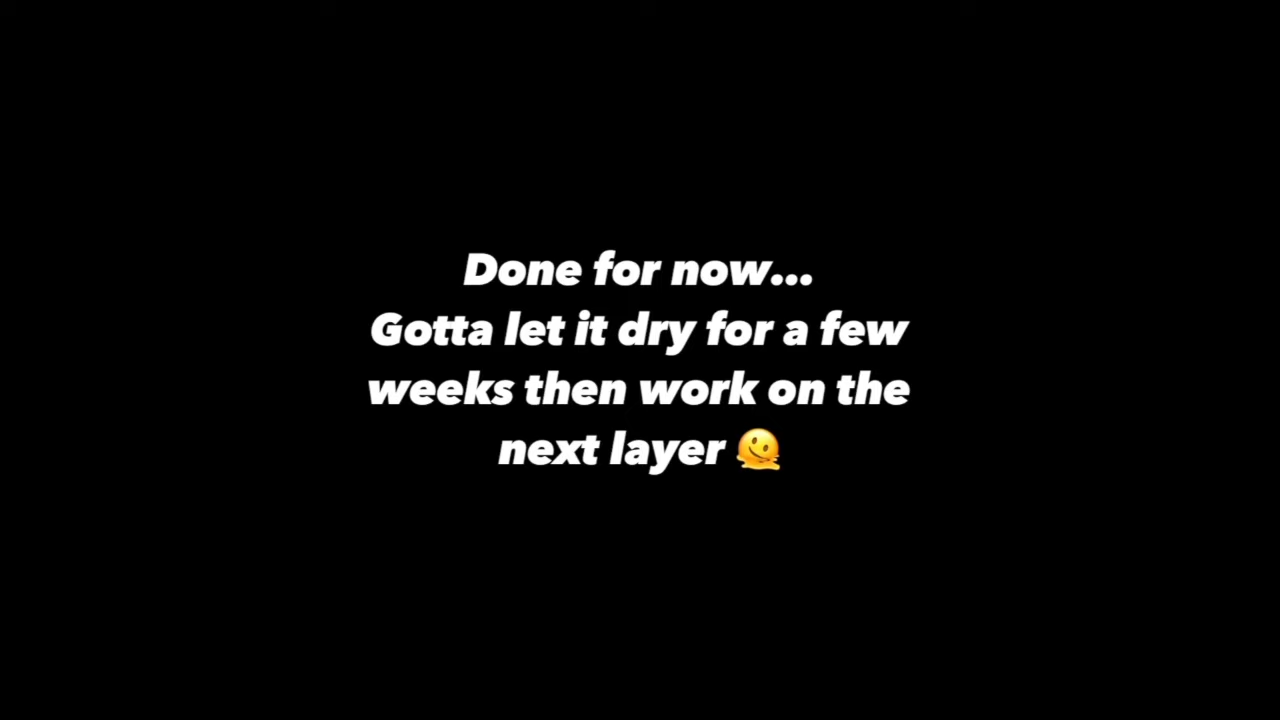 Done for now...
Gotta let it dry for a few
weeks then work on the
next layer 🫠